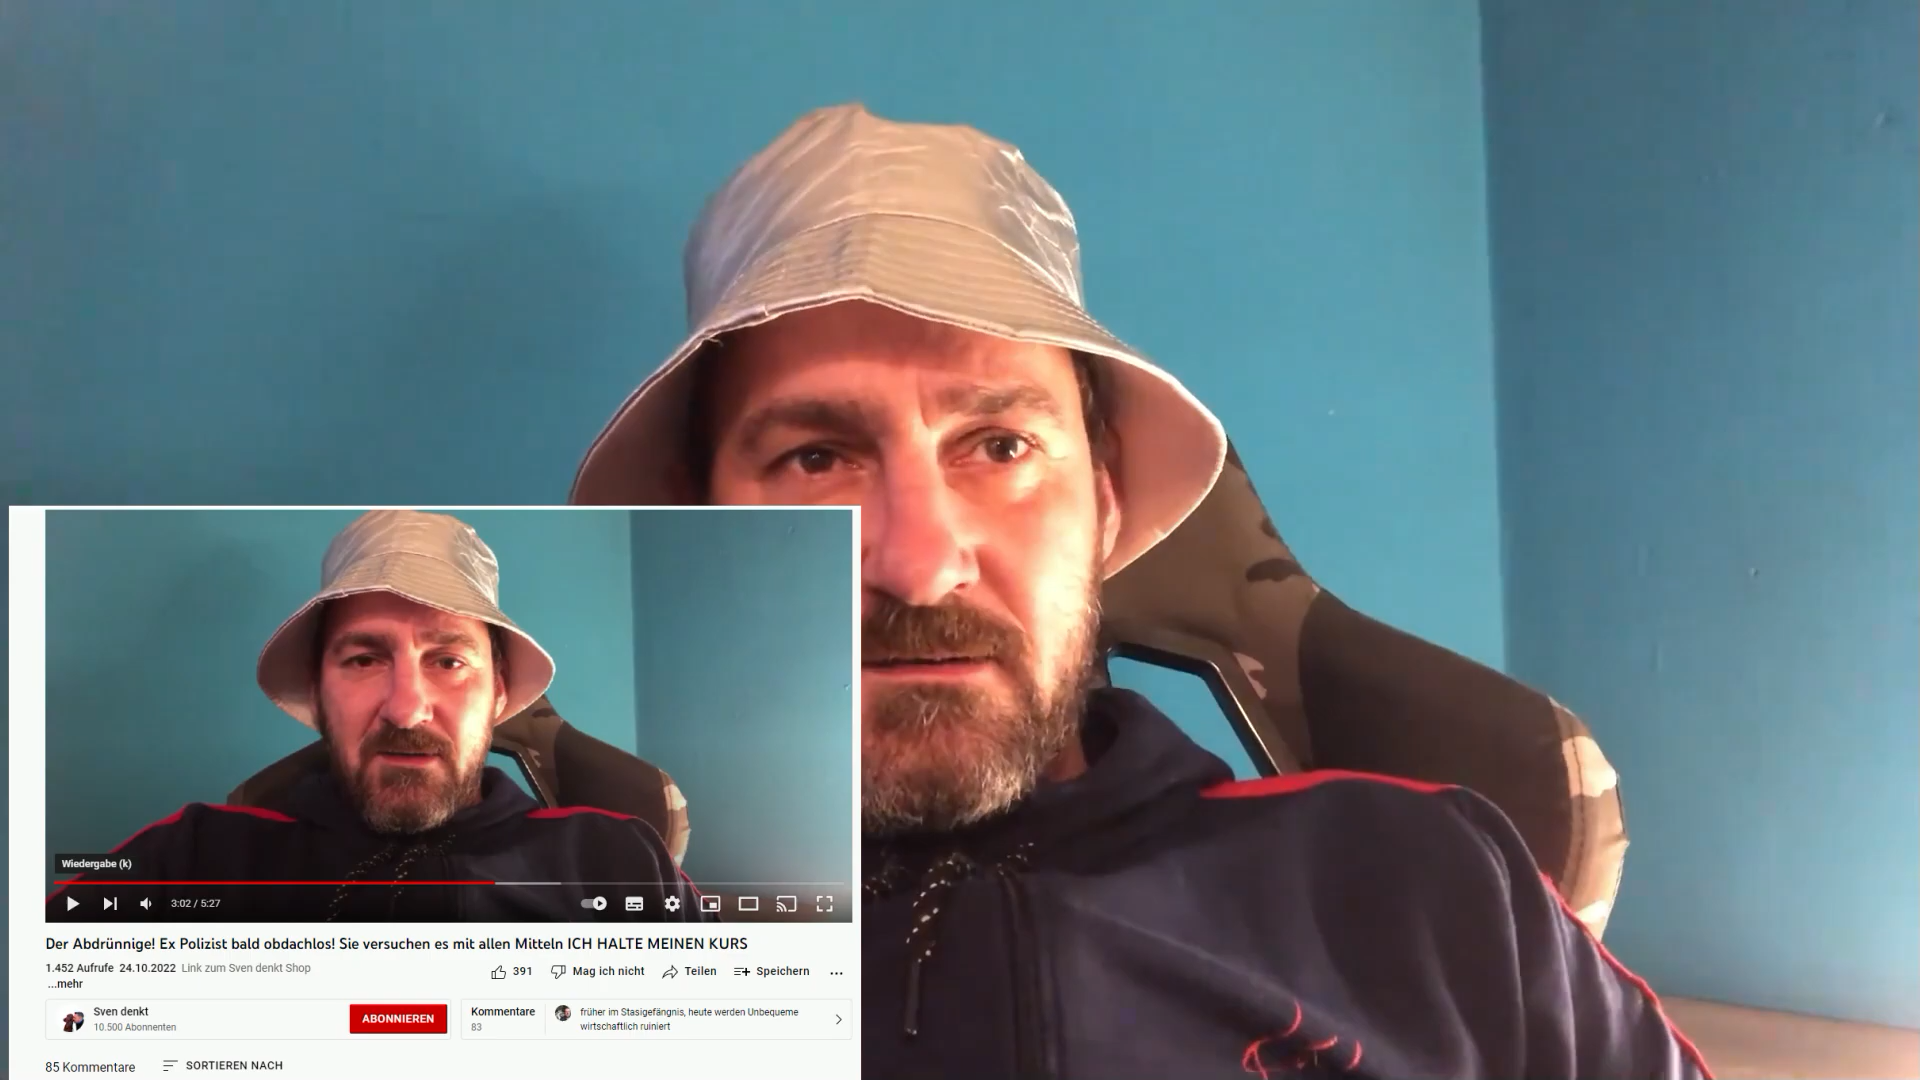 Wiedergabe (k)
3:02 / 5:27
Der Abdrünnige! Ex Polizist bald obdachlos! Sie versuchen es mit allen Mitteln ICH HALTE MEINEN KURS
1.452 Aufrufe 24.10.2022 Link zum Sven denkt Shop
...mehr
391 Mag ich nicht Teilen Speichern ...
Sven denkt
10.500 Abonnenten
ABONNIEREN
Kommentare
83
früher im Stasigefängnis, heute werden Unbequeme
wirtschaftlich ruiniert
85 Kommentare
SORTIEREN NACH